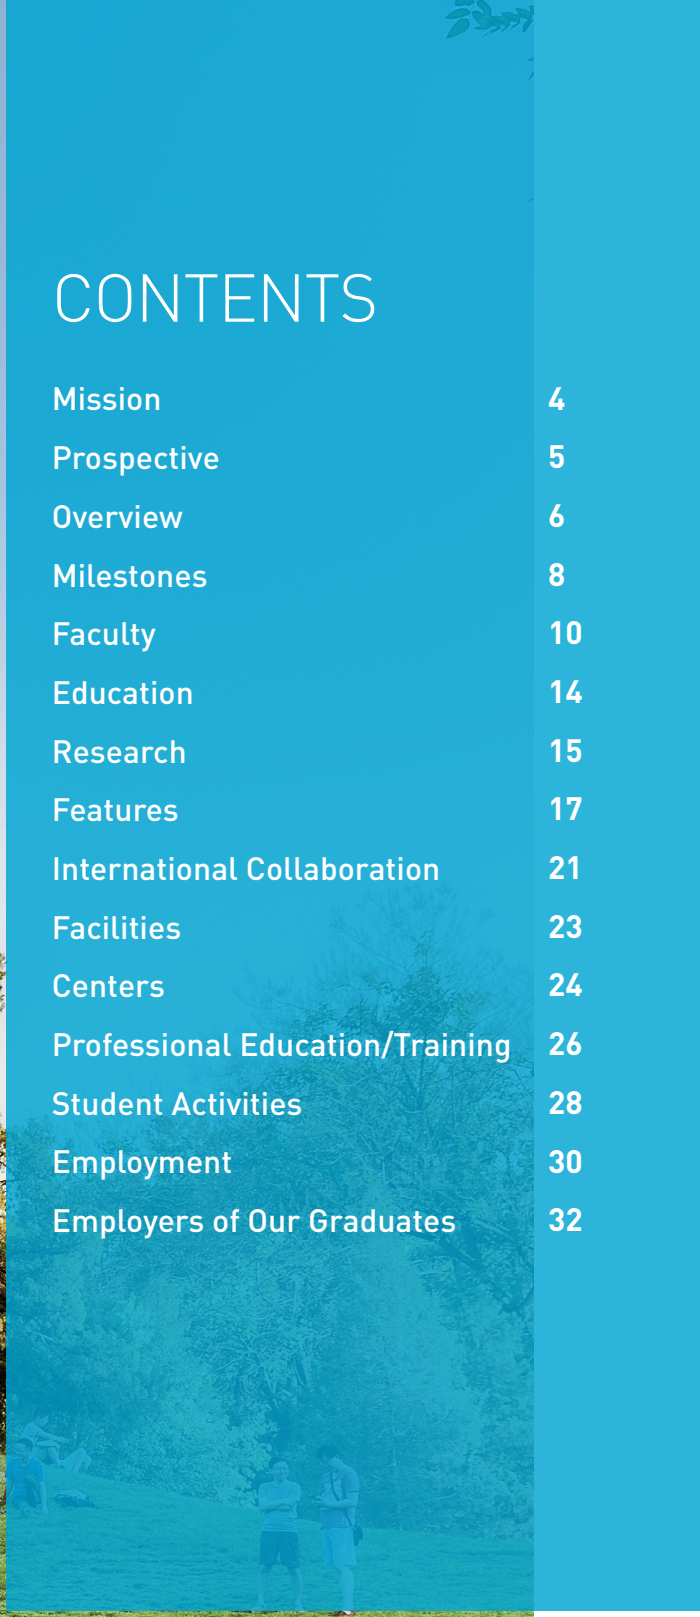 CONTENTS
Mission 4
Prospective 5
Overview 6
Milestones 8
Faculty 10
Education 14
Research 15
Features 17
International Collaboration 21
Facilities 23
Centers 24
Professional Education/Training 26
Student Activities 28
Employment 30
Employers of Our Graduates 32